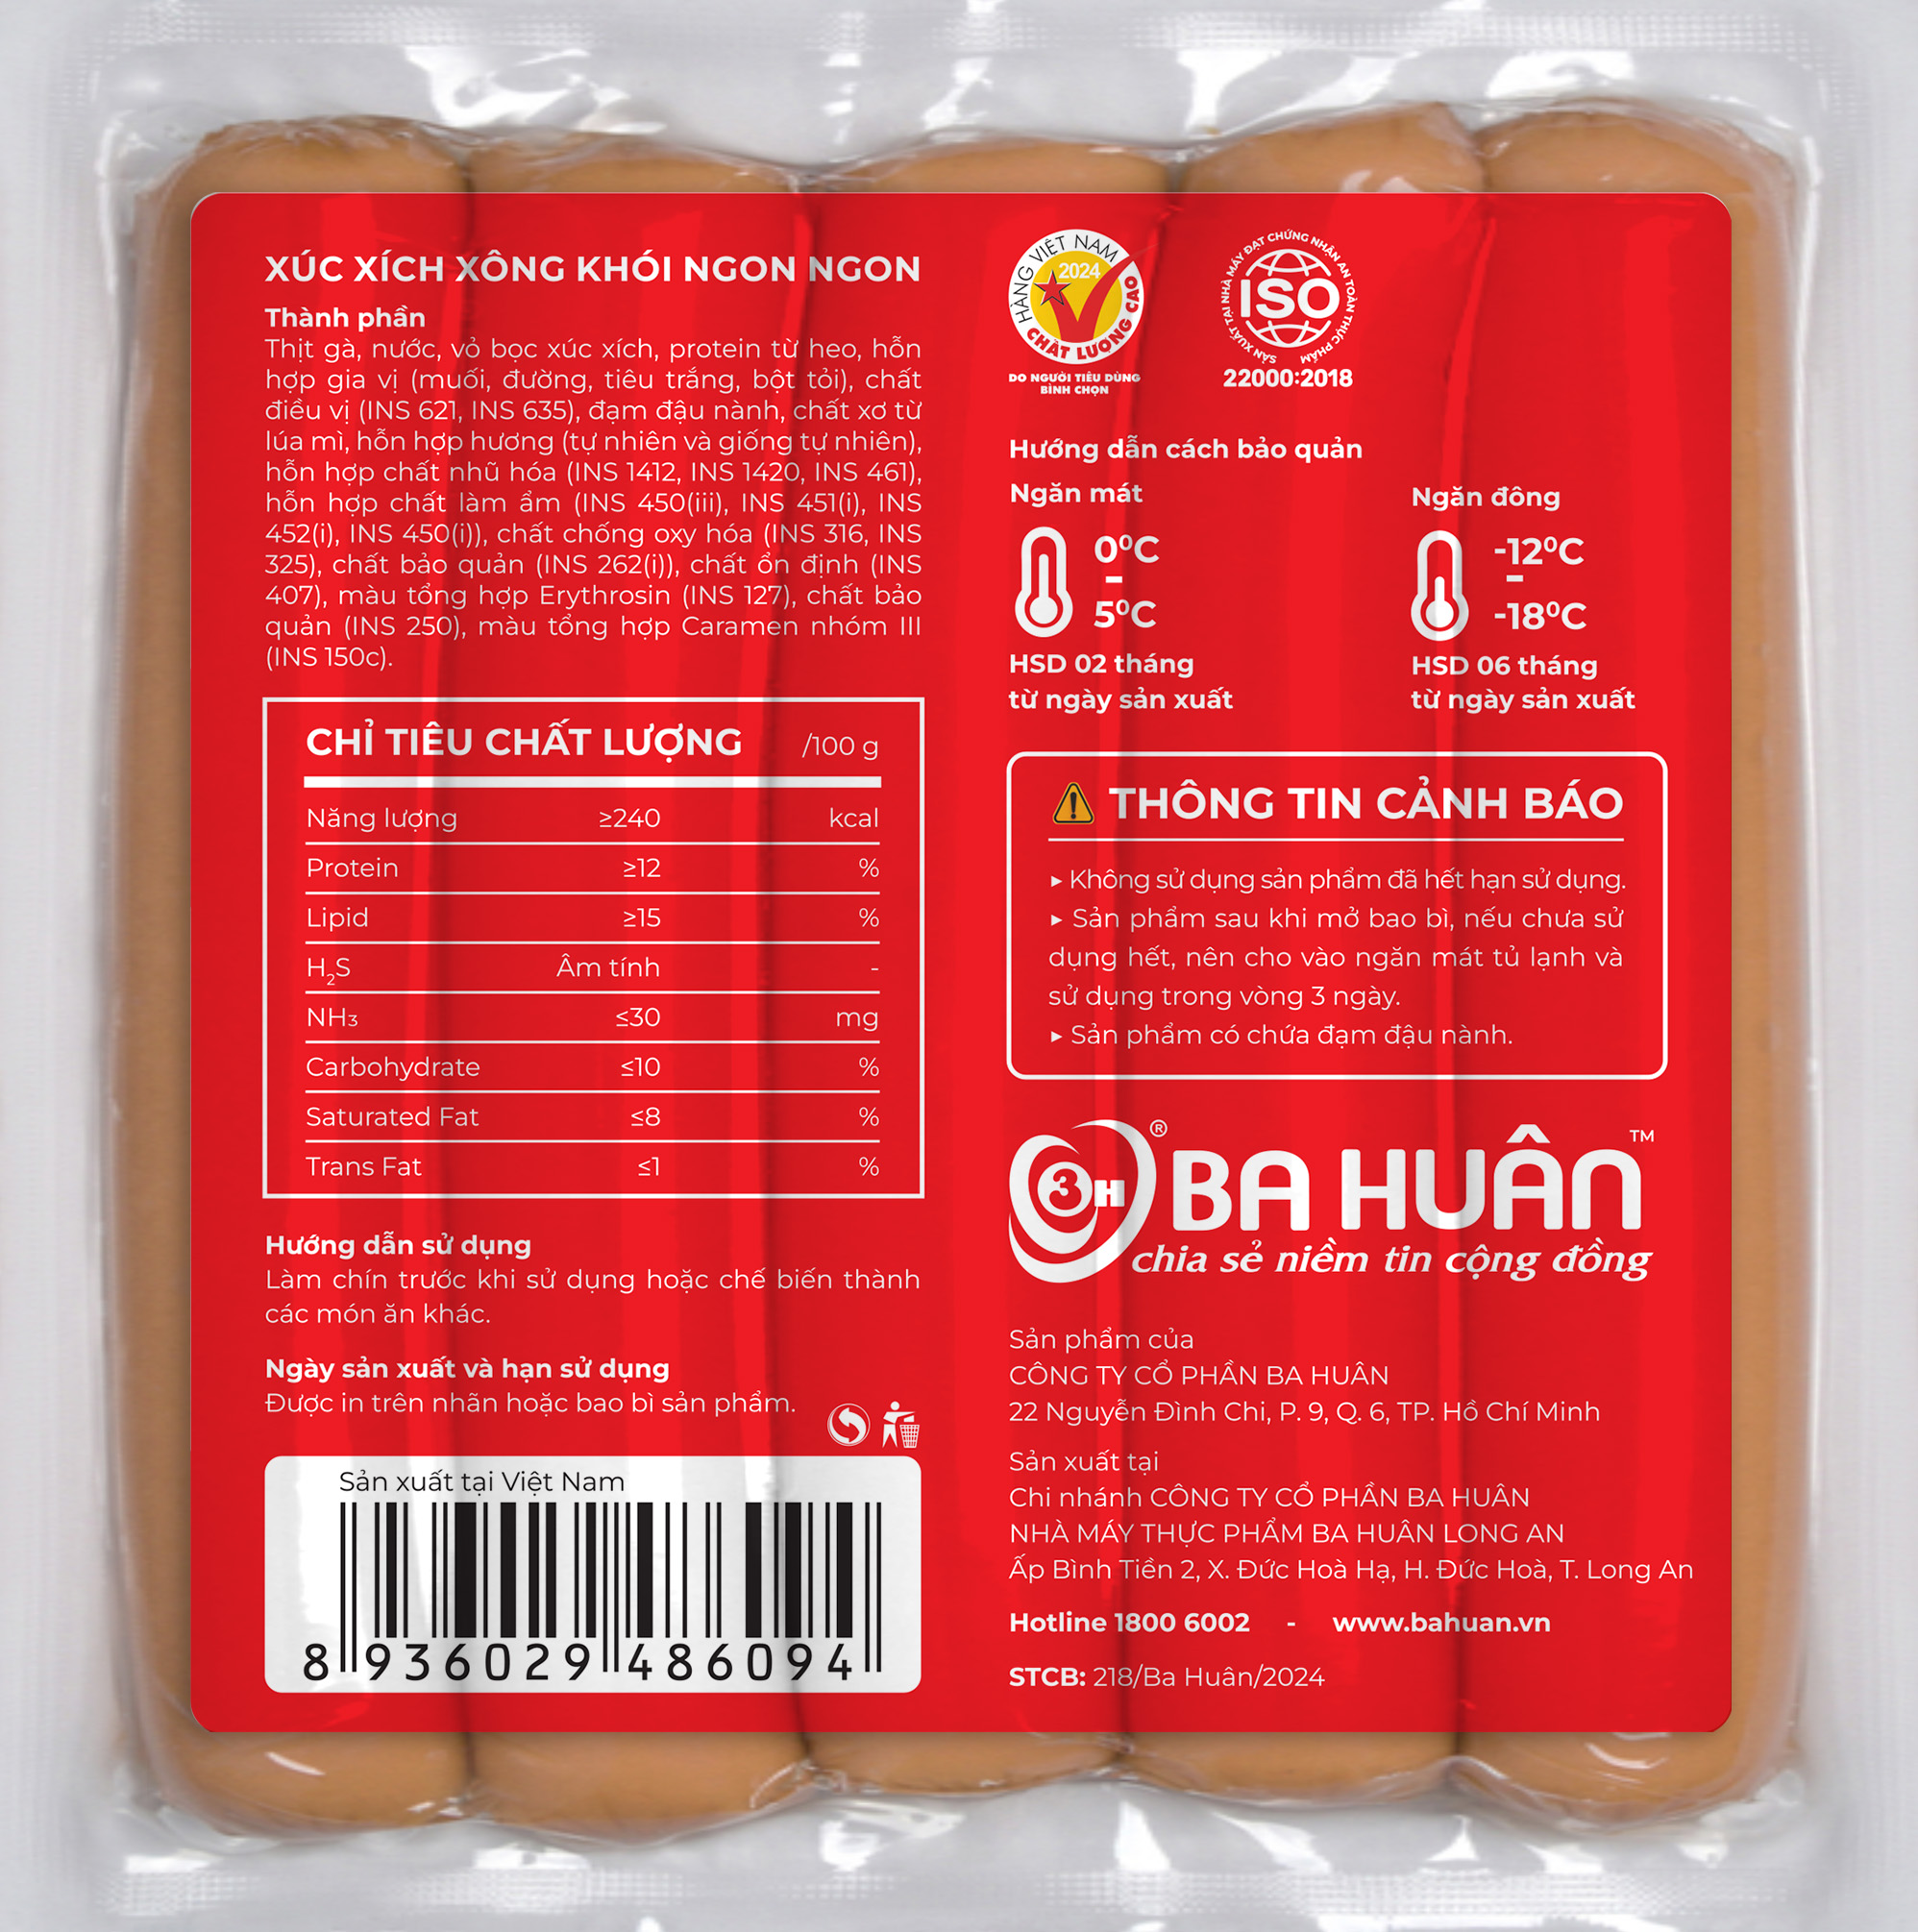 XÚC XÍCH XÔNG KHÓI NGON NGON
Thành phần
Thịt gà, nước, vỏ bọc xúc xích, protein từ heo, hỗn
hợp gia vị (muối, đường, tiêu trắng, bột tỏi), chất
điều vị (INS 621, INS 635), đạm đậu nành, chất xơ từ
lúa mì, hỗn hợp hương (tự nhiên và giống tự nhiên),
hỗn hợp chất nhũ hóa (INS 1412, INS 1420, INS 461),
hỗn hợp chất làm ẩm (INS 450(iii), INS 451(i), INS
452(i), INS 450(i)), chất chống oxy hóa (INS 316, INS
325), chất bảo quản (INS 262(i)), chất ổn định (INS
407), màu tổng hợp Erythrosin (INS 127), chất bảo
quản (INS 250), màu tổng hợp Caramen nhóm III
(INS 150c).
CHỈ TIÊU CHẤT LƯỢNG /100 g
Năng lượng ≥240 kcal
Protein ≥12 %
Lipid ≥15 %
H₂S Âm tính -
NH₃ ≤30 mg
Carbohydrate ≤10 %
Saturated Fat ≤8 %
Trans Fat ≤1 %
Hướng dẫn sử dụng
Làm chín trước khi sử dụng hoặc chế biến thành
các món ăn khác.
Ngày sản xuất và hạn sử dụng
Được in trên nhãn hoặc bao bì sản phẩm.
Sản xuất tại Việt Nam
8 936029 486094
HÀNG VIỆT NAM
2024
CHẤT LƯỢNG CAO
DO NGƯỜI TIÊU DÙNG
BÌNH CHỌN
SẢN XUẤT TẠI NHÀ MÁY ĐẠT CHỨNG NHẬN AN TOÀN THỰC PHẨM
ISO
22000:2018
Hướng dẫn cách bảo quản
Ngăn mát
0⁰C
-
5⁰C
HSD 02 tháng
từ ngày sản xuất
Ngăn đông
-12⁰C
-
-18⁰C
HSD 06 tháng
từ ngày sản xuất
THÔNG TIN CẢNH BÁO
▸ Không sử dụng sản phẩm đã hết hạn sử dụng.
▸ Sản phẩm sau khi mở bao bì, nếu chưa sử
dụng hết, nên cho vào ngăn mát tủ lạnh và
sử dụng trong vòng 3 ngày.
▸ Sản phẩm có chứa đạm đậu nành.
3H® BA HUÂN™
chia sẻ niềm tin cộng đồng
Sản phẩm của
CÔNG TY CỔ PHẦN BA HUÂN
22 Nguyễn Đình Chi, P. 9, Q. 6, TP. Hồ Chí Minh
Sản xuất tại
Chi nhánh CÔNG TY CỔ PHẦN BA HUÂN
NHÀ MÁY THỰC PHẨM BA HUÂN LONG AN
Ấp Bình Tiền 2, X. Đức Hoà Hạ, H. Đức Hoà, T. Long An
Hotline 1800 6002 - www.bahuan.vn
STCB: 218/Ba Huân/2024